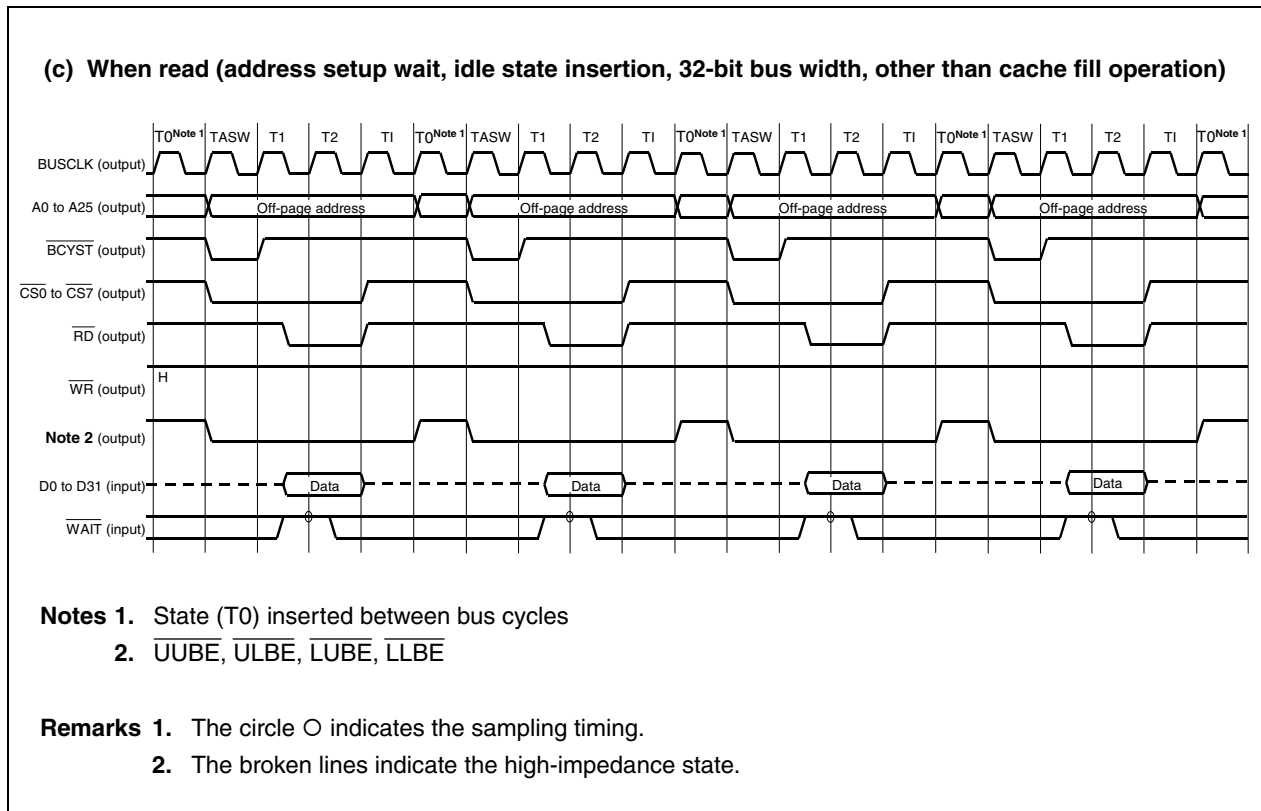 (c) When read (address setup wait, idle state insertion, 32-bit bus width, other than cache fill operation)
T0Note 1 TASW T1 T2 TI T0Note 1 TASW T1 T2 TI T0Note 1 TASW T1 T2 TI T0Note 1 TASW T1 T2 TI T0Note 1
BUSCLK (output)
A0 to A25 (output) Off-page address Off-page address Off-page address Off-page address
BCYST (output)
CS0 to CS7 (output)
RD (output)
H
WR (output)
Note 2 (output)
D0 to D31 (input) Data Data Data Data
WAIT (input)
Notes 1. State (T0) inserted between bus cycles
2. UUBE, ULBE, LUBE, LLBE
Remarks 1. The circle O indicates the sampling timing.
2. The broken lines indicate the high-impedance state.